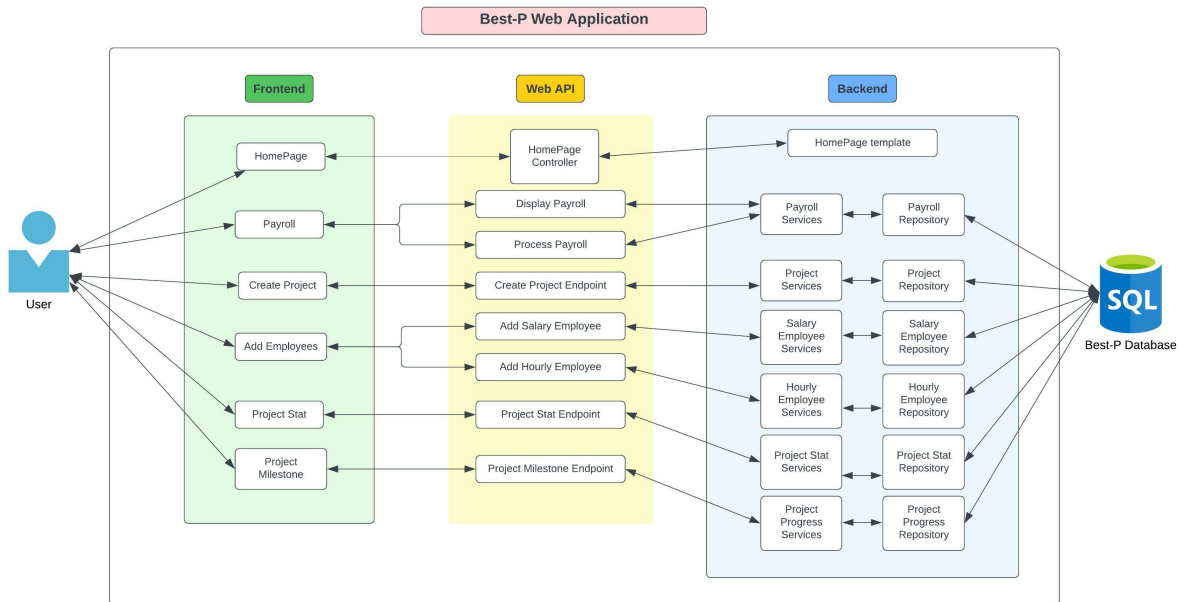 Best-P Web Application
Frontend
Web API
Backend
HomePage
HomePage
Controller
HomePage template
Payroll
Display Payroll
Process Payroll
Payroll
Services
Payroll
Repository
Create Project
Create Project Endpoint
Project
Services
Project
Repository
Add Employees
Add Salary Employee
Add Hourly Employee
Salary
Employee
Services
Salary
Employee
Repository
Hourly
Employee
Services
Hourly
Employee
Repository
Project Stat
Project Stat Endpoint
Project Stat
Services
Project Stat
Repository
Project
Milestone
Project Milestone Endpoint
Project
Progress
Services
Project
Progress
Repository
User
SQL
Best-P Database